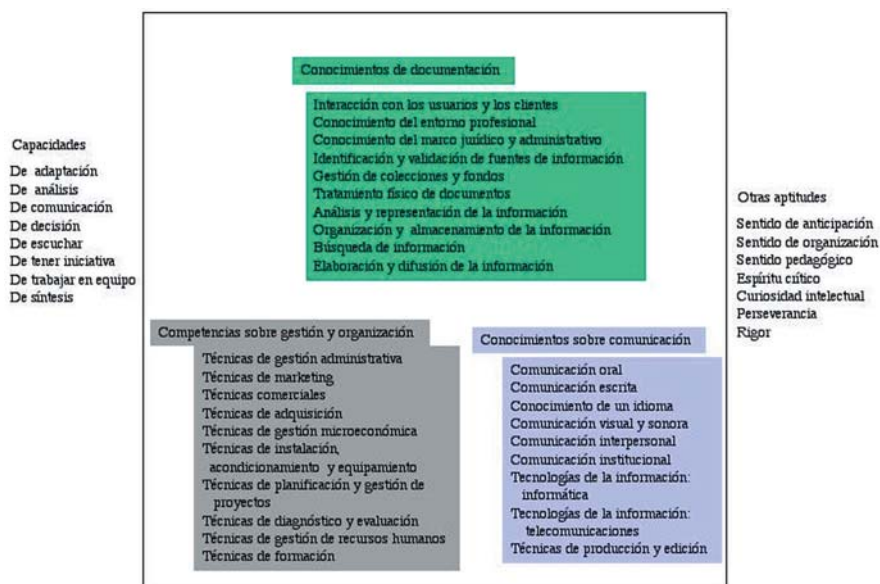 Conocimientos de documentación
Interacción con los usuarios y los clientes
Conocimiento del entorno profesional
Conocimiento del marco jurídico y administrativo
Identificación y validación de fuentes de información
Gestión de colecciones y fondos
Tratamiento físico de documentos
Análisis y representación de la información
Organización y almacenamiento de la información
Búsqueda de información
Elaboración y difusión de la información
Capacidades
De adaptación
De análisis
De comunicación
De decisión
De escuchar
De tener iniciativa
De trabajar en equipo
De síntesis
Otras aptitudes
Sentido de anticipación
Sentido de organización
Sentido pedagógico
Espíritu crítico
Curiosidad intelectual
Perseverancia
Rigor
Competencias sobre gestión y organización
Técnicas de gestión administrativa
Técnicas de marketing
Técnicas comerciales
Técnicas de adquisición
Técnicas de gestión microeconómica
Técnicas de instalación,
acondicionamiento y equipamiento
Técnicas de planificación y gestión de
proyectos
Técnicas de diagnóstico y evaluación
Técnicas de gestión de recursos humanos
Técnicas de formación
Conocimientos sobre comunicación
Comunicación oral
Comunicación escrita
Conocimiento de un idioma
Comunicación visual y sonora
Comunicación interpersonal
Comunicación institucional
Tecnologías de la información:
informática
Tecnologías de la información:
telecomunicaciones
Técnicas de producción y edición